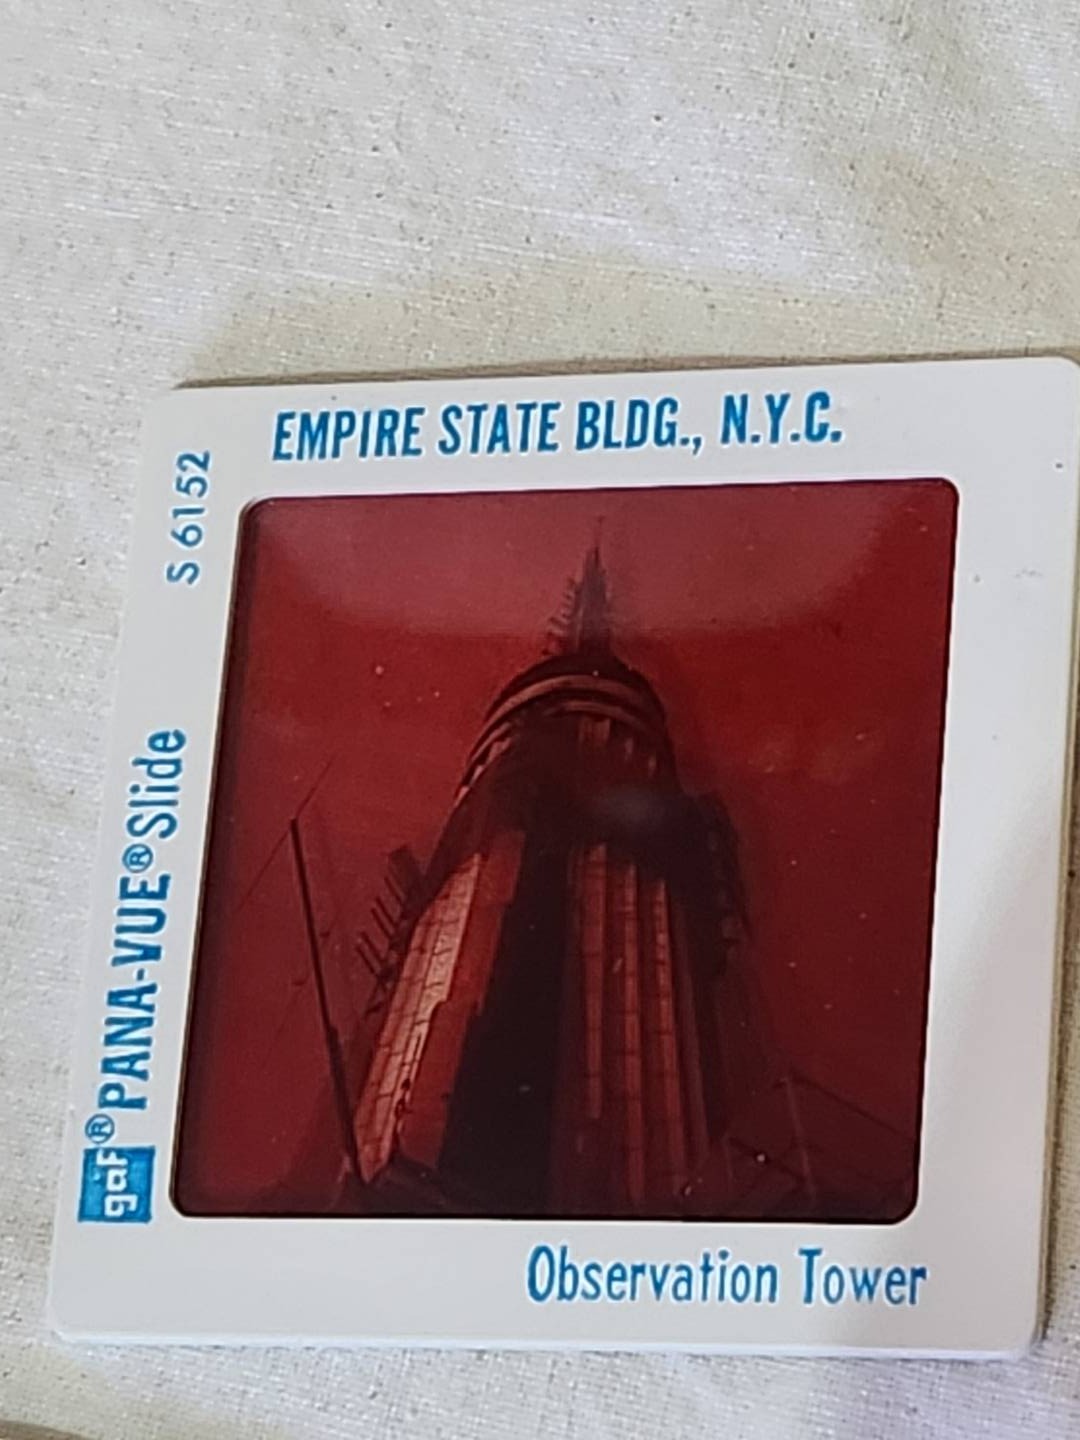 EMPIRE STATE BLDG., N.Y.C.
S 6152
gaf® PANA-VUE® Slide
Observation Tower